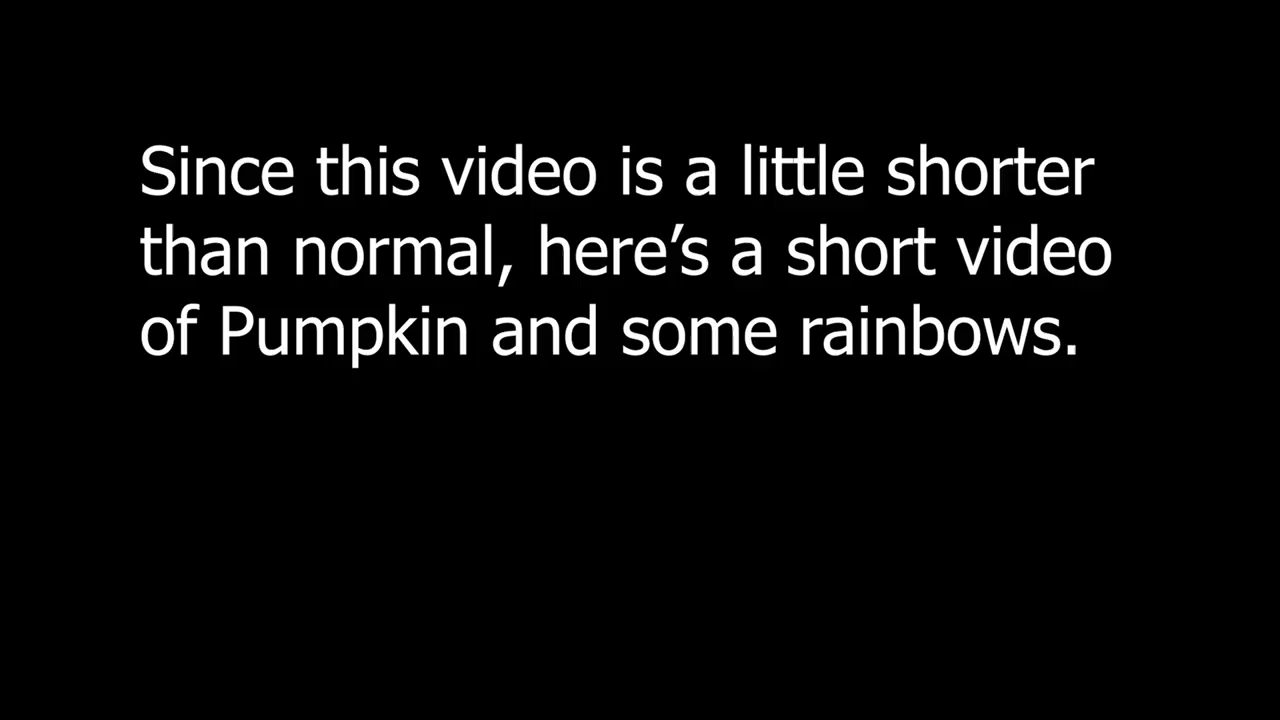 Since this video is a little shorter
than normal, here’s a short video
of Pumpkin and some rainbows.